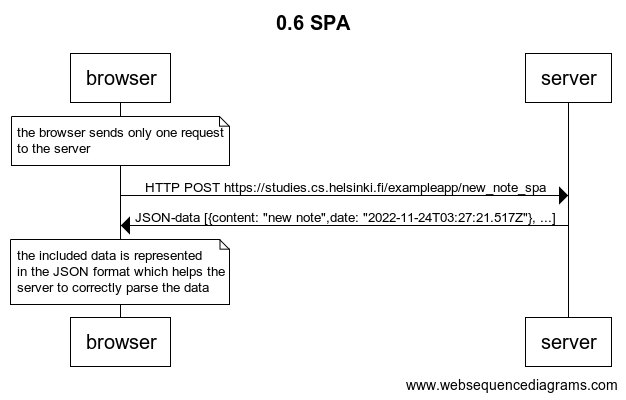 0.6 SPA
browser
server
the browser sends only one request
to the server
HTTP POST https://studies.cs.helsinki.fi/exampleapp/new_note_spa
JSON-data [{content: "new note",date: "2022-11-24T03:27:21.517Z"}, ...]
the included data is represented
in the JSON format which helps the
server to correctly parse the data
browser
server
www.websequencediagrams.com